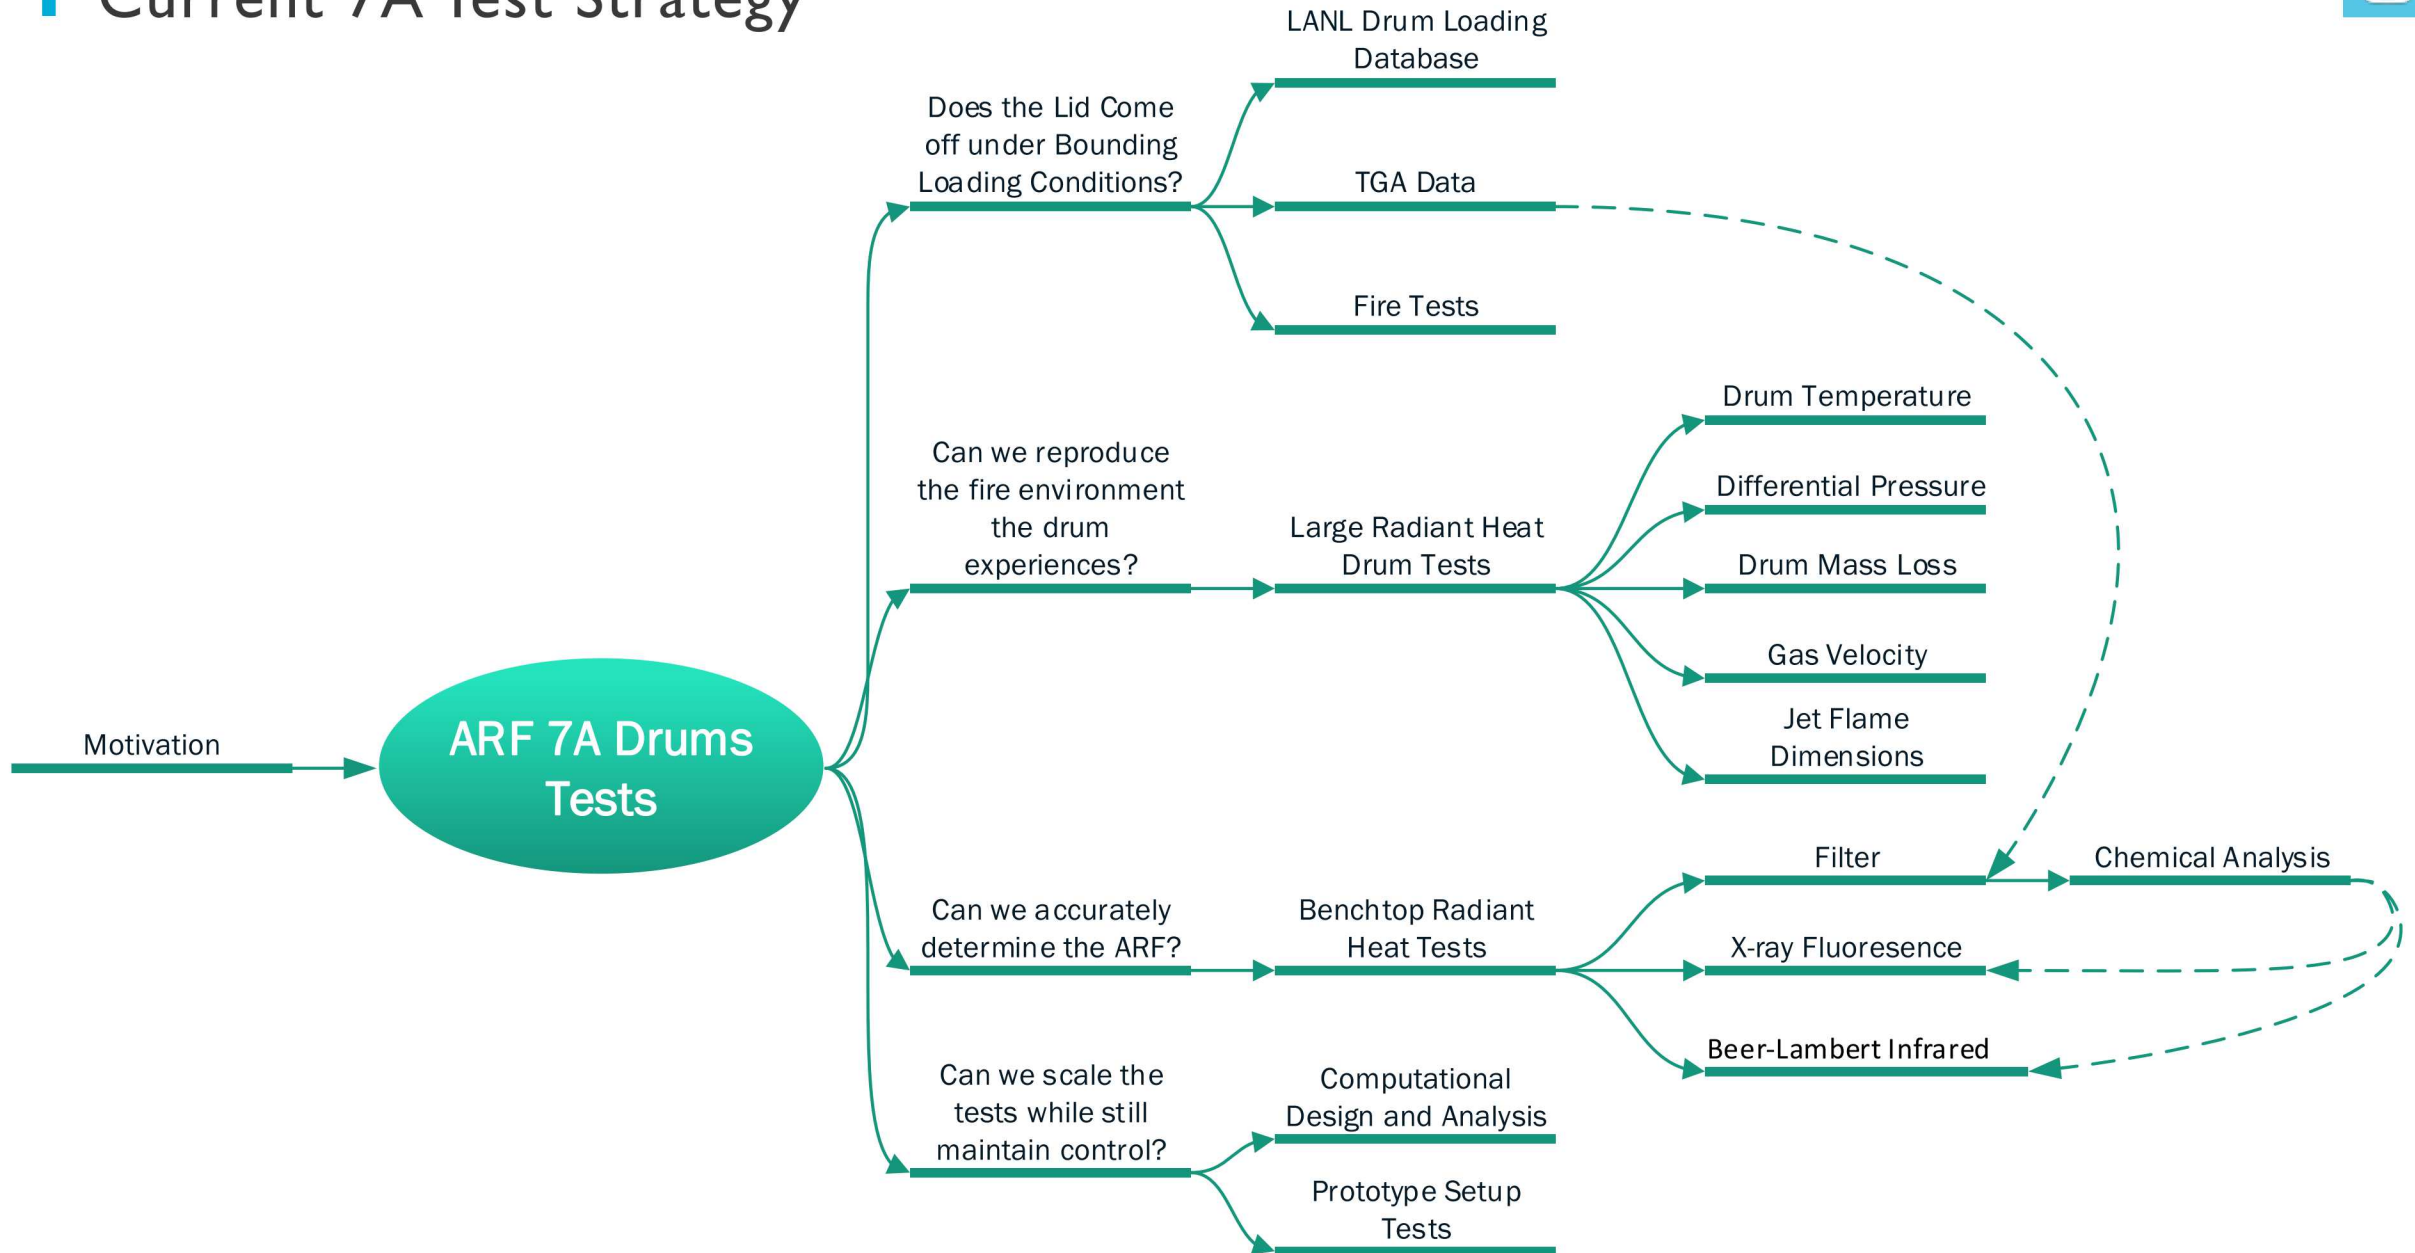 Current 7A Test Strategy
LANL Drum Loading
Database
Does the Lid Come
off under Bounding
Loading Conditions?
TGA Data
Fire Tests
Can we reproduce
the fire environment
the drum
experiences?
Large Radiant Heat
Drum Tests
Drum Temperature
Differential Pressure
Drum Mass Loss
Gas Velocity
Jet Flame
Dimensions
Motivation
ARF 7A Drums
Tests
Can we accurately
determine the ARF?
Benchtop Radiant
Heat Tests
Filter
Chemical Analysis
X-ray Fluoresence
Beer-Lambert Infrared
Can we scale the
tests while still
maintain control?
Computational
Design and Analysis
Prototype Setup
Tests